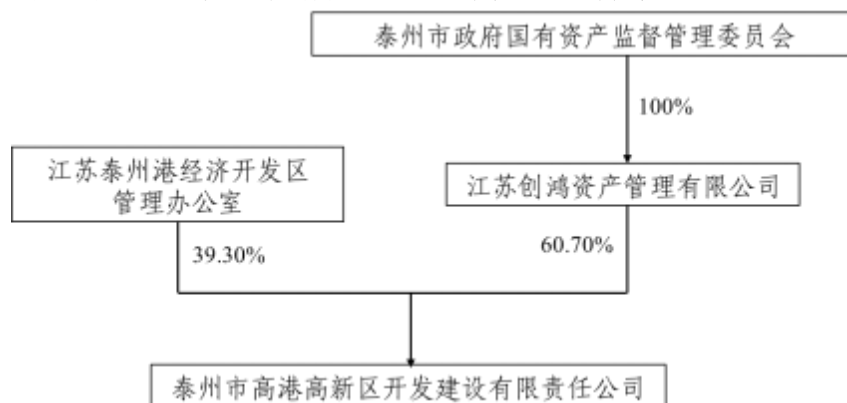 泰州市政府国有资产监督管理委员会
100%
江苏泰州港经济开发区
管理办公室
江苏创鸿资产管理有限公司
39.30%
60.70%
泰州市高港高新区开发建设有限责任公司